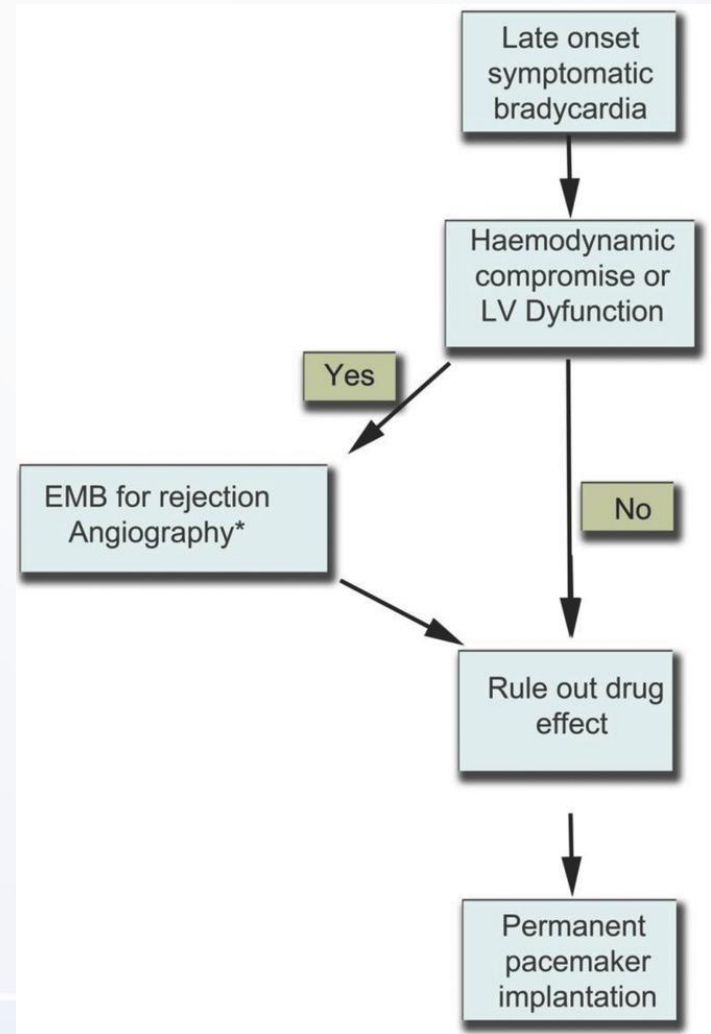 Late onset
symptomatic
bradycardia
Haemodynamic
compromise or
LV Dyfunction
Yes
EMB for rejection
Angiography*
No
Rule out drug
effect
Permanent
pacemaker
implantation